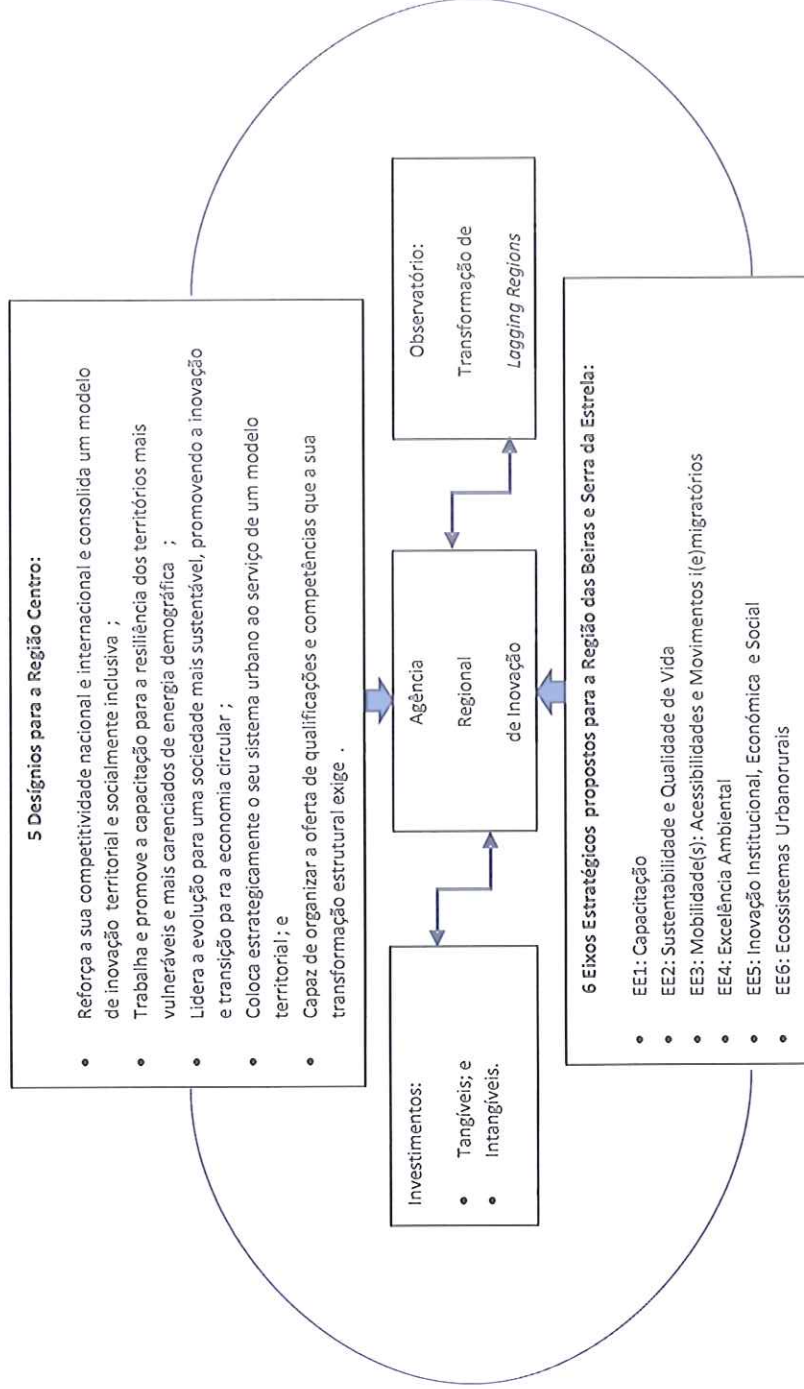 5 Desígnios para a Região Centro:
• Reforça a sua competitividade nacional e internacional e consolida um modelo
de inovação territorial e socialmente inclusiva ;
• Trabalha e promove a capacitação para a resiliência dos territórios mais
vulneráveis e mais carenciados de energia demográfica ;
• Lidera a evolução para uma sociedade mais sustentável, promovendo a inovação
e transição pa ra a economia circular ;
• Coloca estrategicamente o seu sistema urbano ao serviço de um modelo
territorial ; e
• Capaz de organizar a oferta de qualificações e competências que a sua
transformação estrutural exige .
Investimentos:
• Tangíveis; e
• Intangíveis.
Agência
Regional
de Inovação
Observatório:
Transformação de
Lagging Regions
6 Eixos Estratégicos propostos para a Região das Beiras e Serra da Estrela:
• EE1: Capacitação
• EE2: Sustentabilidade e Qualidade de Vida
• EE3: Mobilidade(s): Acessibilidades e Movimentos i(e)migratórios
• EE4: Excelência Ambiental
• EE5: Inovação Institucional, Económica e Social
• EE6: Ecossistemas Urbanorurais